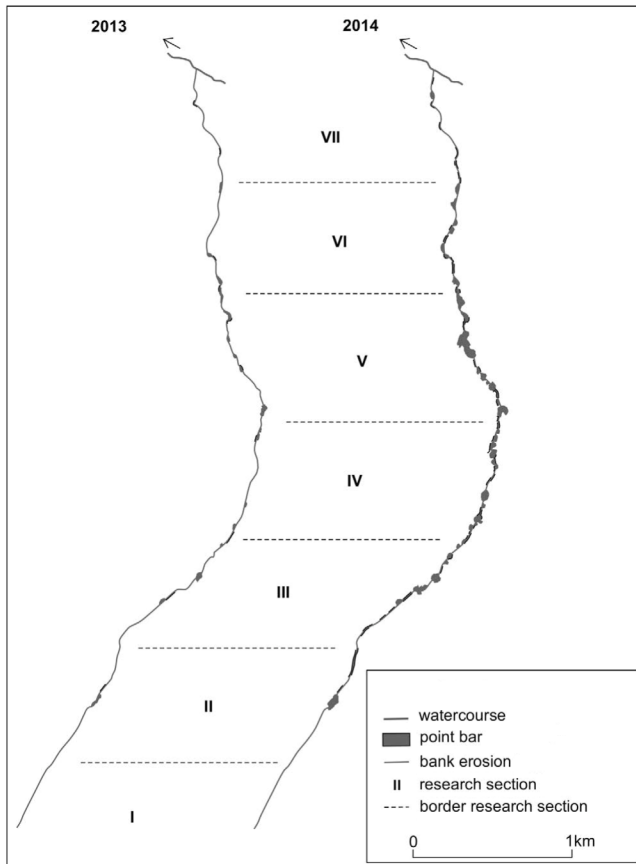 2013 2014
VII
VI
V
IV
III
II
I
watercourse
point bar
bank erosion
II research section
border research section
0 1km